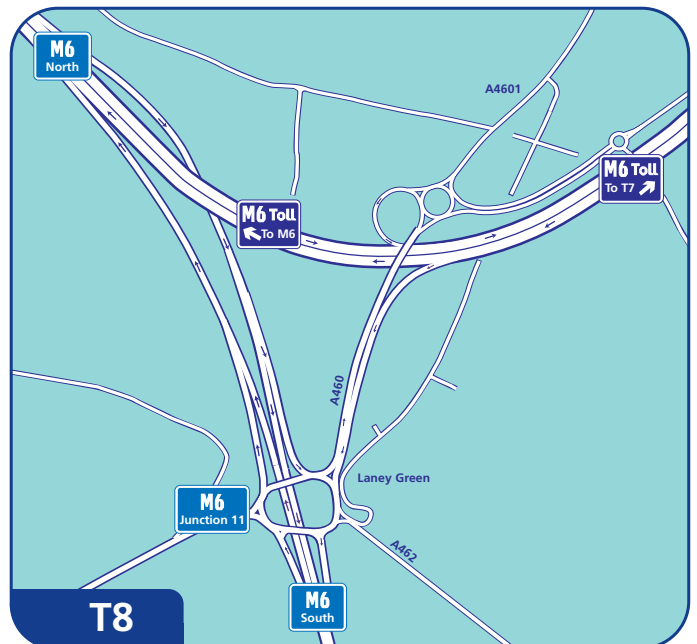 M6
North
A4601
M6 Toll
To T7
M6 Toll
To M6
A460
Laney Green
M6
Junction 11
A462
M6
South
T8